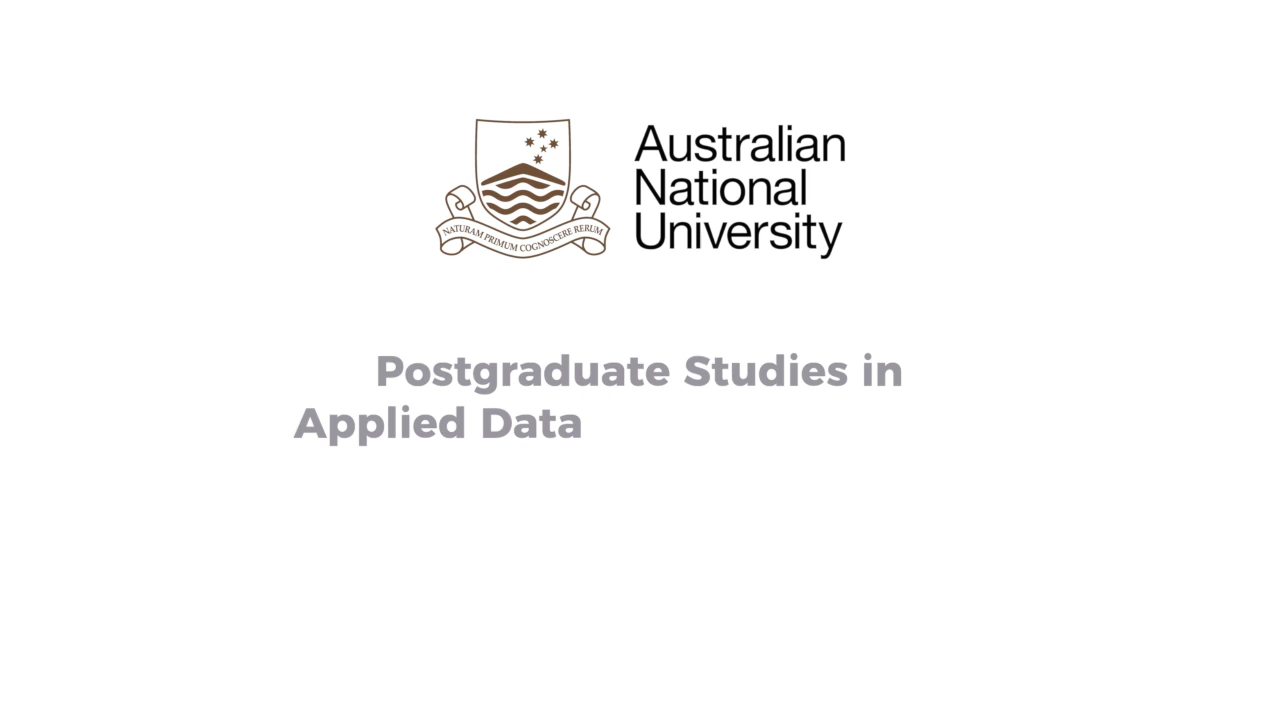 Australian
National
University
NATURAM PRIMUM COGNOSCERE RERUM
Postgraduate Studies in
Applied Data